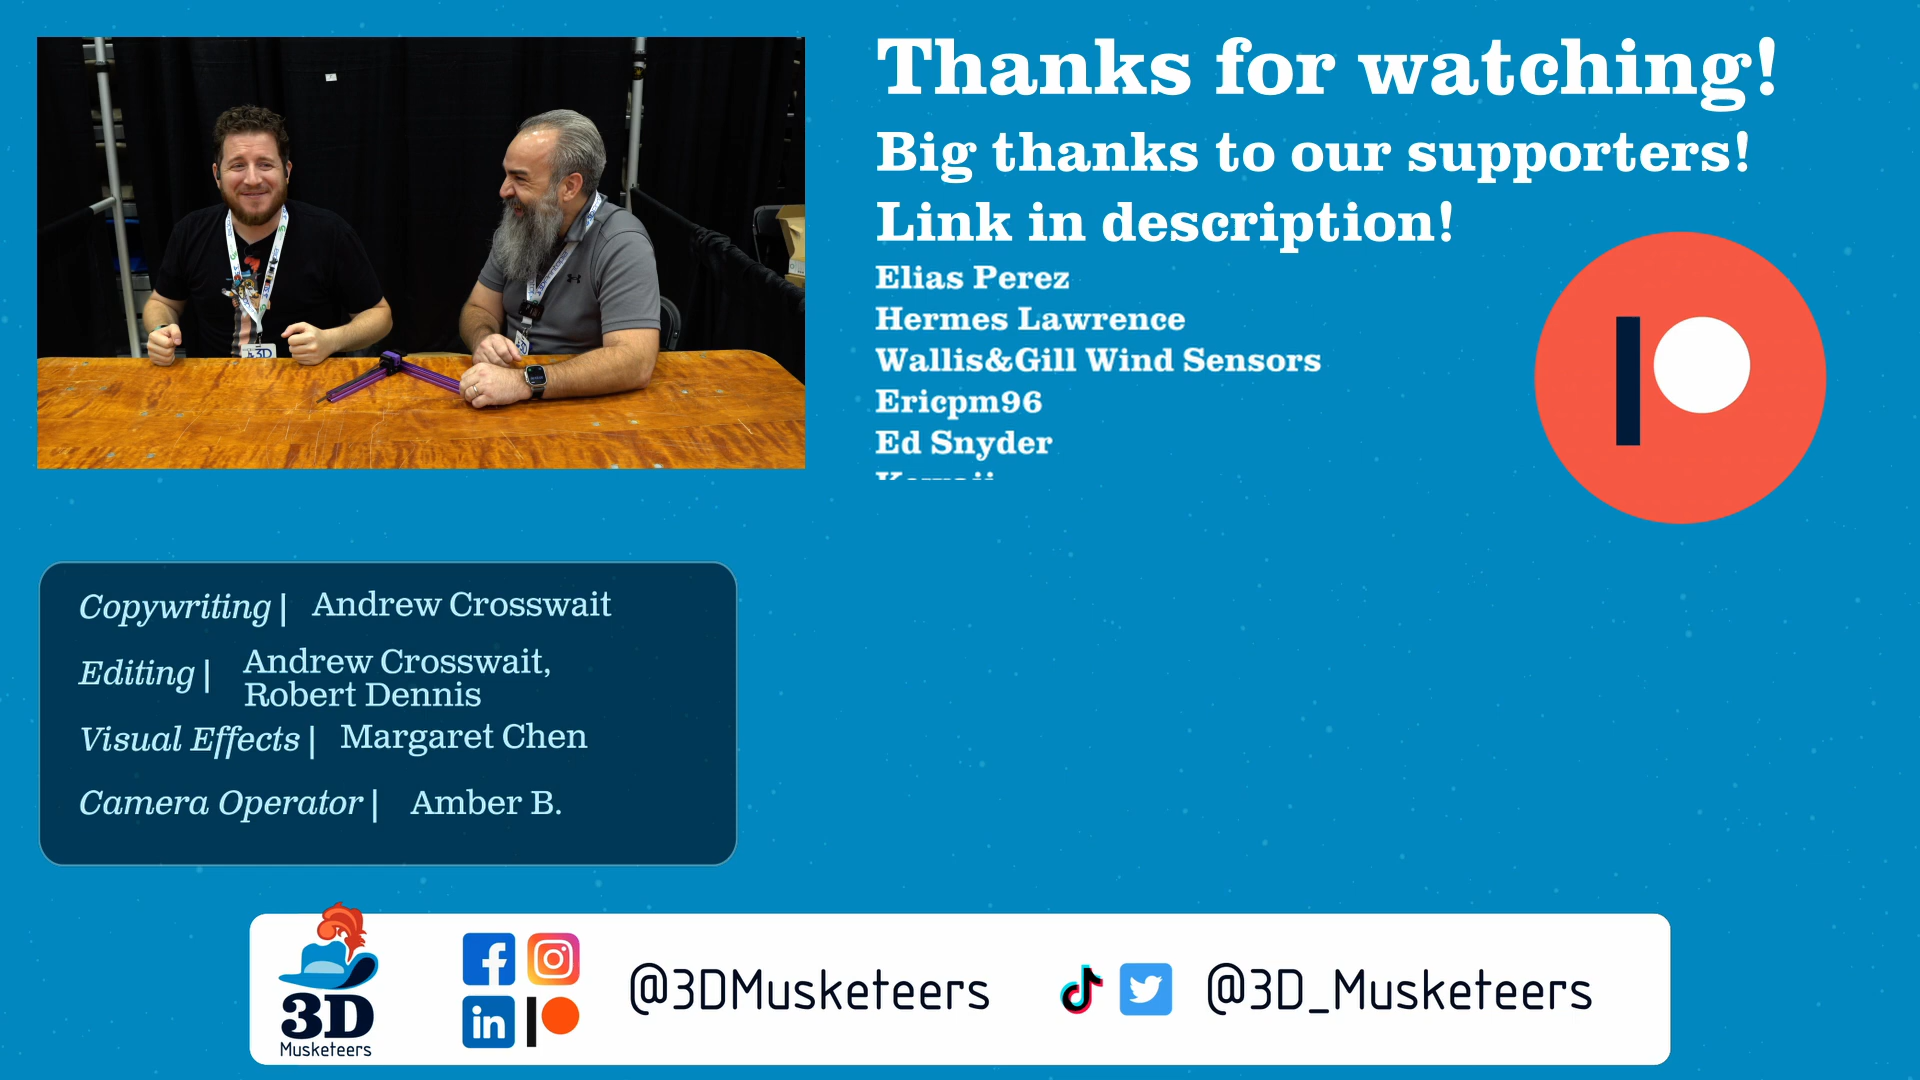 Thanks for watching!
Big thanks to our supporters!
Link in description!
Elias Perez
Hermes Lawrence
Wallis&Gill Wind Sensors
Ericpm96
Ed Snyder
Copywriting | Andrew Crosswait
Editing | Andrew Crosswait,
Robert Dennis
Visual Effects | Margaret Chen
Camera Operator | Amber B.
3D
Musketeers
@3DMusketeers
@3D_Musketeers